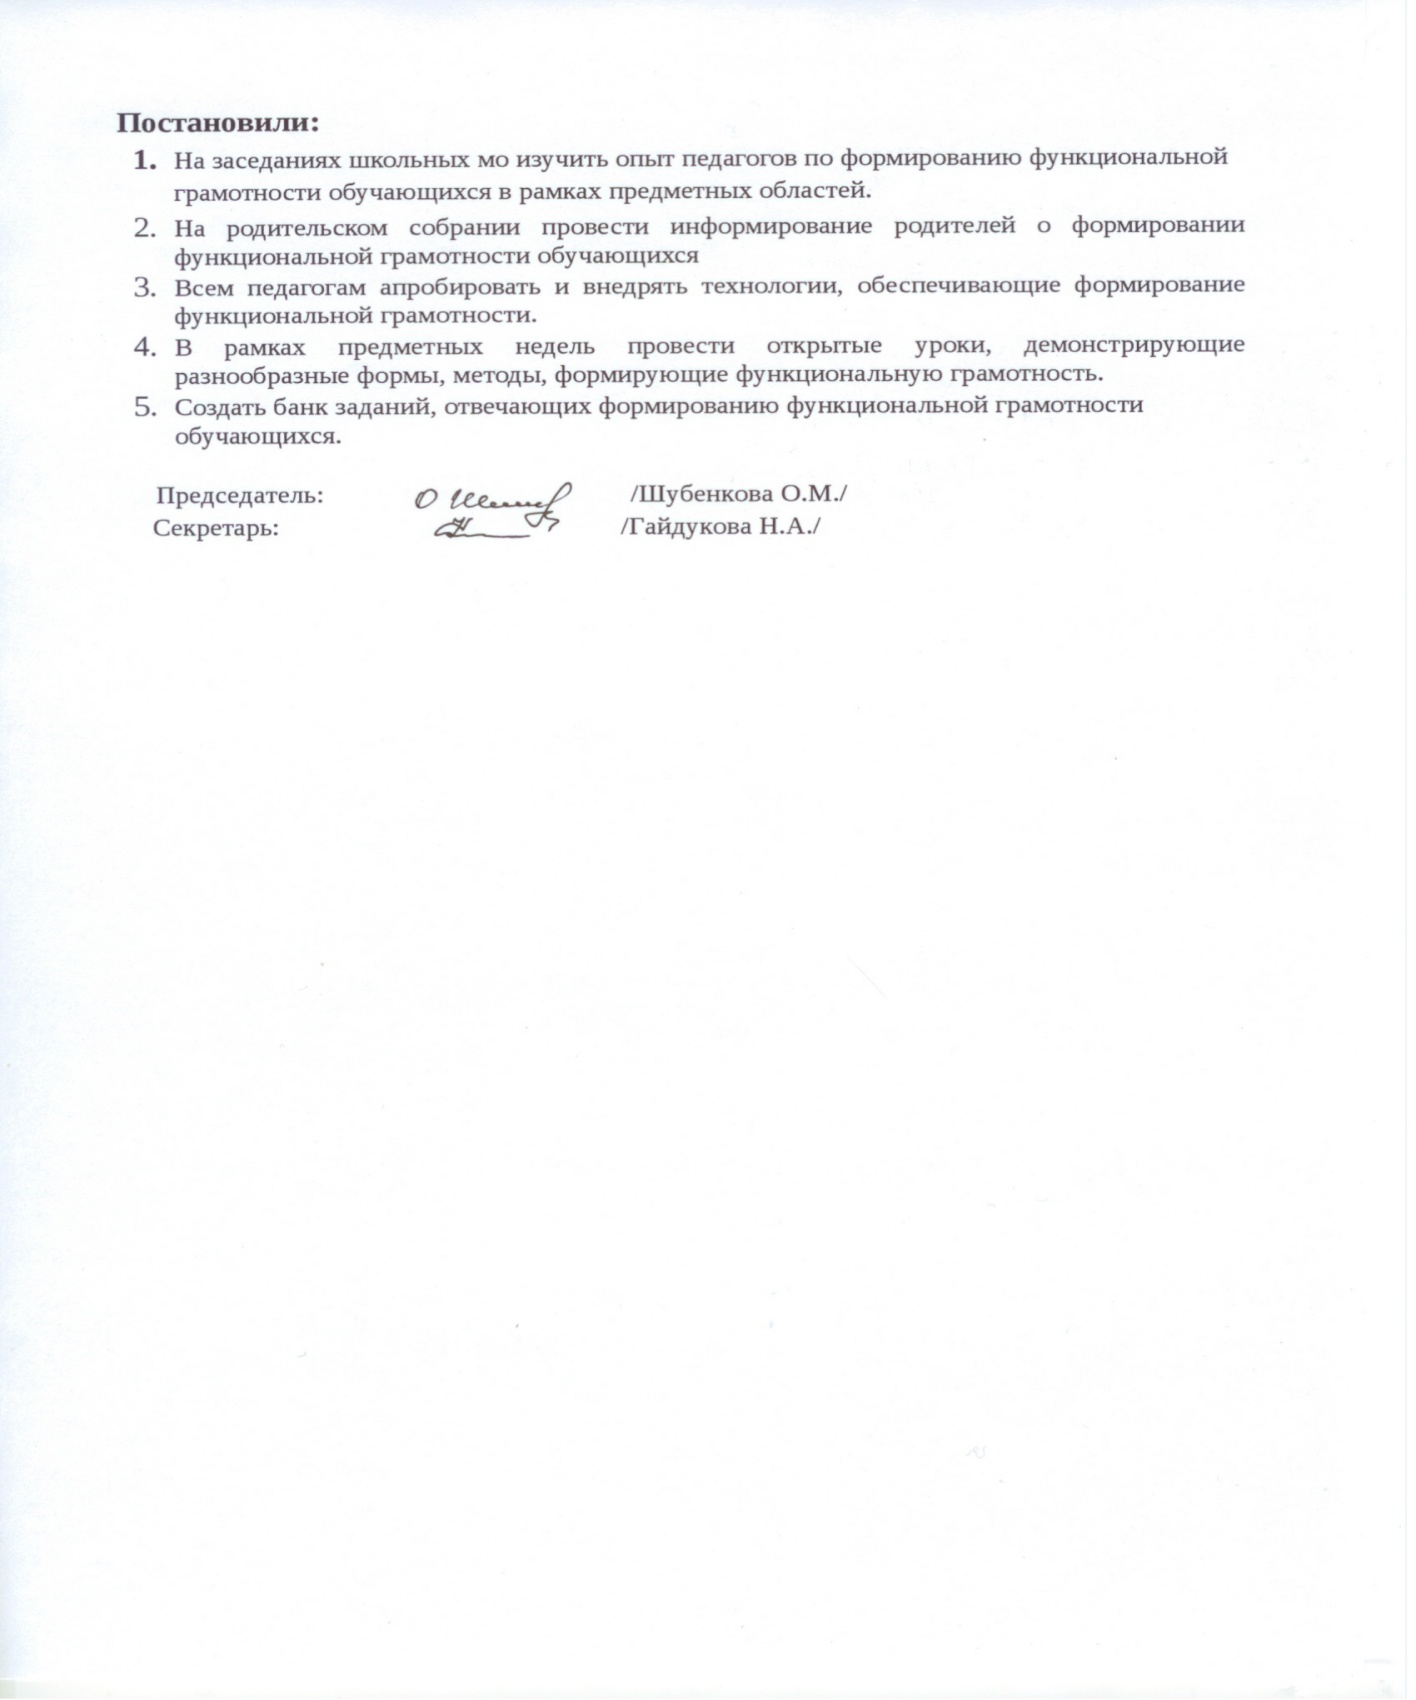 Постановили:
1. На заседаниях школьных мо изучить опыт педагогов по формированию функциональной
грамотности обучающихся в рамках предметных областей.
2. На родительском собрании провести информирование родителей о формировании
функциональной грамотности обучающихся
3. Всем педагогам апробировать и внедрять технологии, обеспечивающие формирование
функциональной грамотности.
4. В рамках предметных недель провести открытые уроки, демонстрирующие
разнообразные формы, методы, формирующие функциональную грамотность.
5. Создать банк заданий, отвечающих формированию функциональной грамотности
обучающихся.
Председатель: /Шубенкова О.М./
Секретарь: /Гайдукова Н.А./